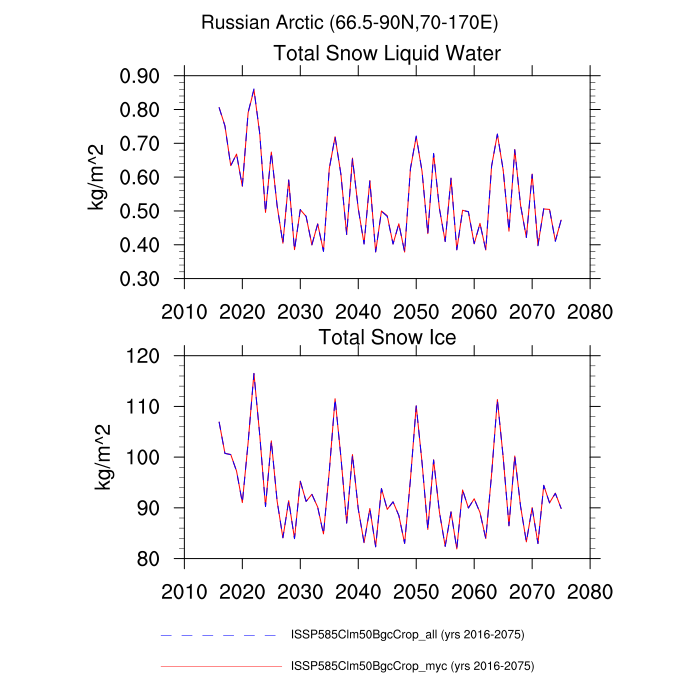 Russian Arctic (66.5-90N,70-170E)
Total Snow Liquid Water
0.90
0.80
0.70
0.60
0.50
0.40
0.30
kg/m^2
2010 2020 2030 2040 2050 2060 2070 2080
Total Snow Ice
120
110
100
90
80
kg/m^2
2010 2020 2030 2040 2050 2060 2070 2080
ISSP585Clm50BgcCrop_all (yrs 2016-2075)
ISSP585Clm50BgcCrop_myc (yrs 2016-2075)